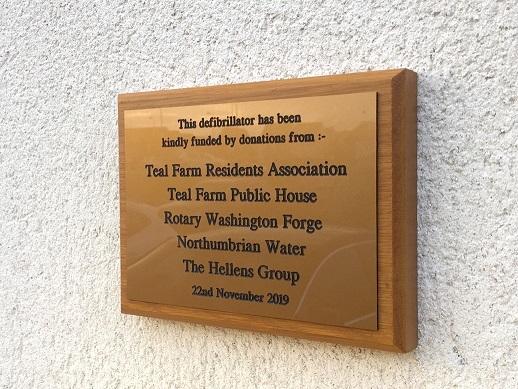 This defibrillator has been
kindly funded by donations from :-
Teal Farm Residents Association
Teal Farm Public House
Rotary Washington Forge
Northumbrian Water
The Hellens Group
22nd November 2019